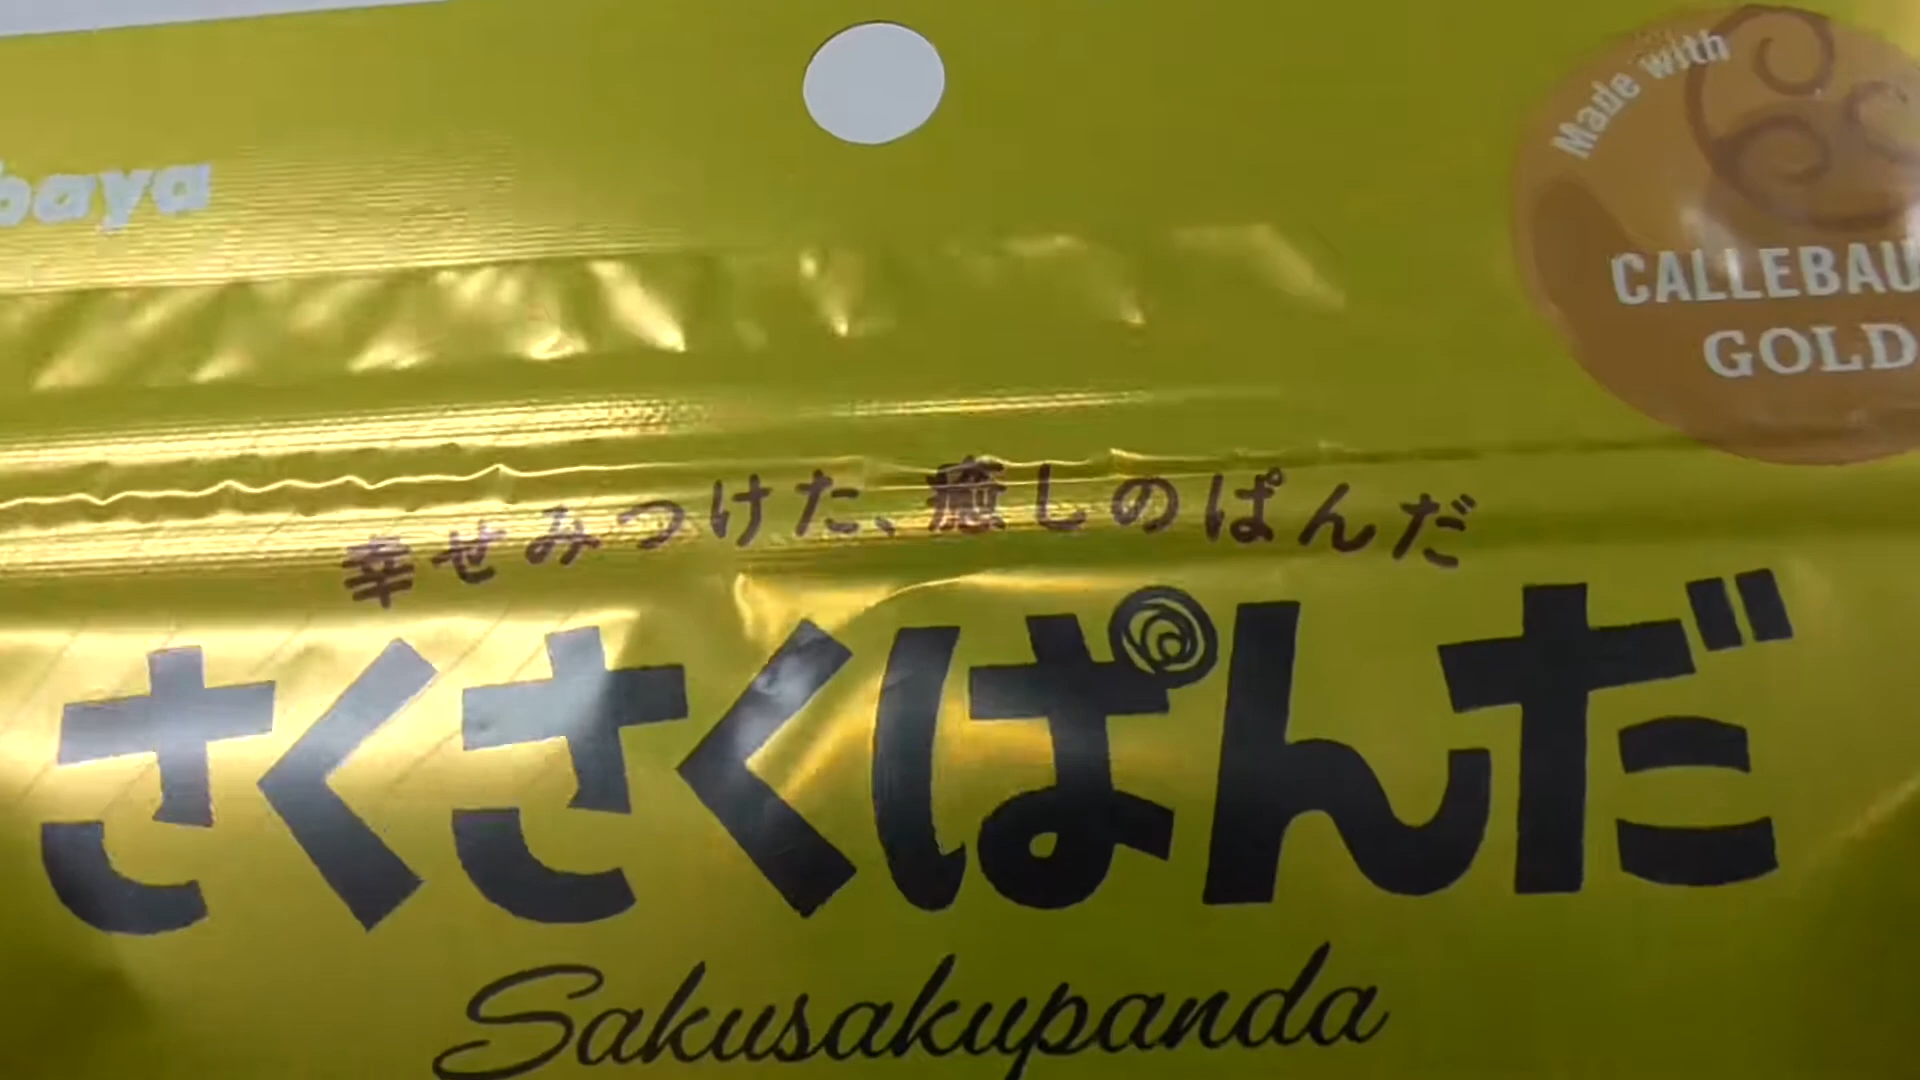 Made with
baya
CALLEBAU
GOLD
幸せみつけた、癒しのぱんだ
さくさくぱんだ
Sakusakupanda